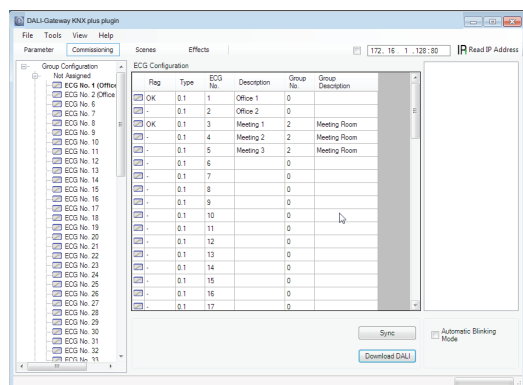 DALI-Gateway KNX plus plugin
File Tools View Help
Parameter Commissioning Scenes Effects 172. 16. 1 .128:80 IP Read IP Address
Group Configuration
Not Assigned
ECG No. 1 (Office
ECG No. 2 (Office
ECG No. 6
ECG No. 7
ECG No. 8
ECG No. 9
ECG No. 10
ECG No. 11
ECG No. 12
ECG No. 13
ECG No. 14
ECG No. 15
ECG No. 16
ECG No. 17
ECG No. 18
ECG No. 19
ECG No. 20
ECG No. 21
ECG No. 22
ECG No. 23
ECG No. 24
ECG No. 25
ECG No. 26
ECG No. 27
ECG No. 28
ECG No. 29
ECG No. 30
ECG No. 31
ECG No. 32
ECG No. 33
ECG Configuration
Flag Type ECG No. Description Group No. Group Description
OK 0.1 1 Office 1 0
- 0.1 2 Office 2 0
OK 0.1 3 Meeting 1 2 Meeting Room
- 0.1 4 Meeting 2 2 Meeting Room
- 0.1 5 Meeting 3 2 Meeting Room
- 0.1 6 0
- 0.1 7 0
- 0.1 8 0
- 0.1 9 0
- 0.1 10 0
- 0.1 11 0
- 0.1 12 0
- 0.1 13 0
- 0.1 14 0
- 0.1 15 0
- 0.1 16 0
- 0.1 17 0
Sync
Download DALI
Automatic Blinking
Mode